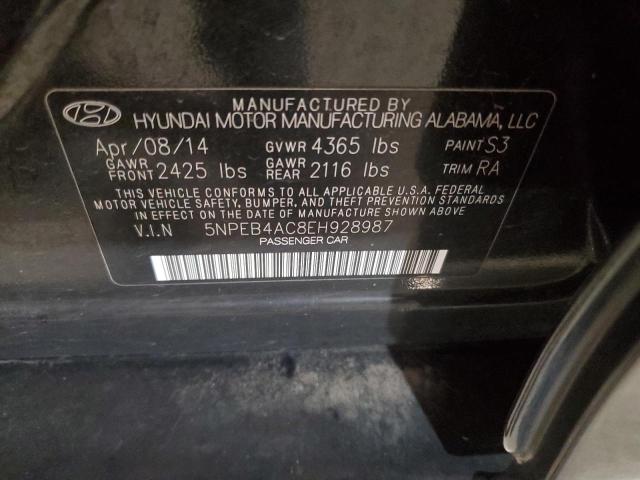 MANUFACTURED BY
HYUNDAI MOTOR MANUFACTURING ALABAMA, LLC
Apr/08/14 GVWR 4365 lbs PAINT S3
GAWR FRONT 2425 lbs GAWR REAR 2116 lbs TRIM RA
THIS VEHICLE CONFORMS TO ALL APPLICABLE U.S.A. FEDERAL
MOTOR VEHICLE SAFETY, BUMPER, AND THEFT PREVENTION STANDARDS
IN EFFECT ON THE DATE OF MANUFACTURE SHOWN ABOVE
V.I.N 5NPEB4AC8EH928987
PASSENGER CAR